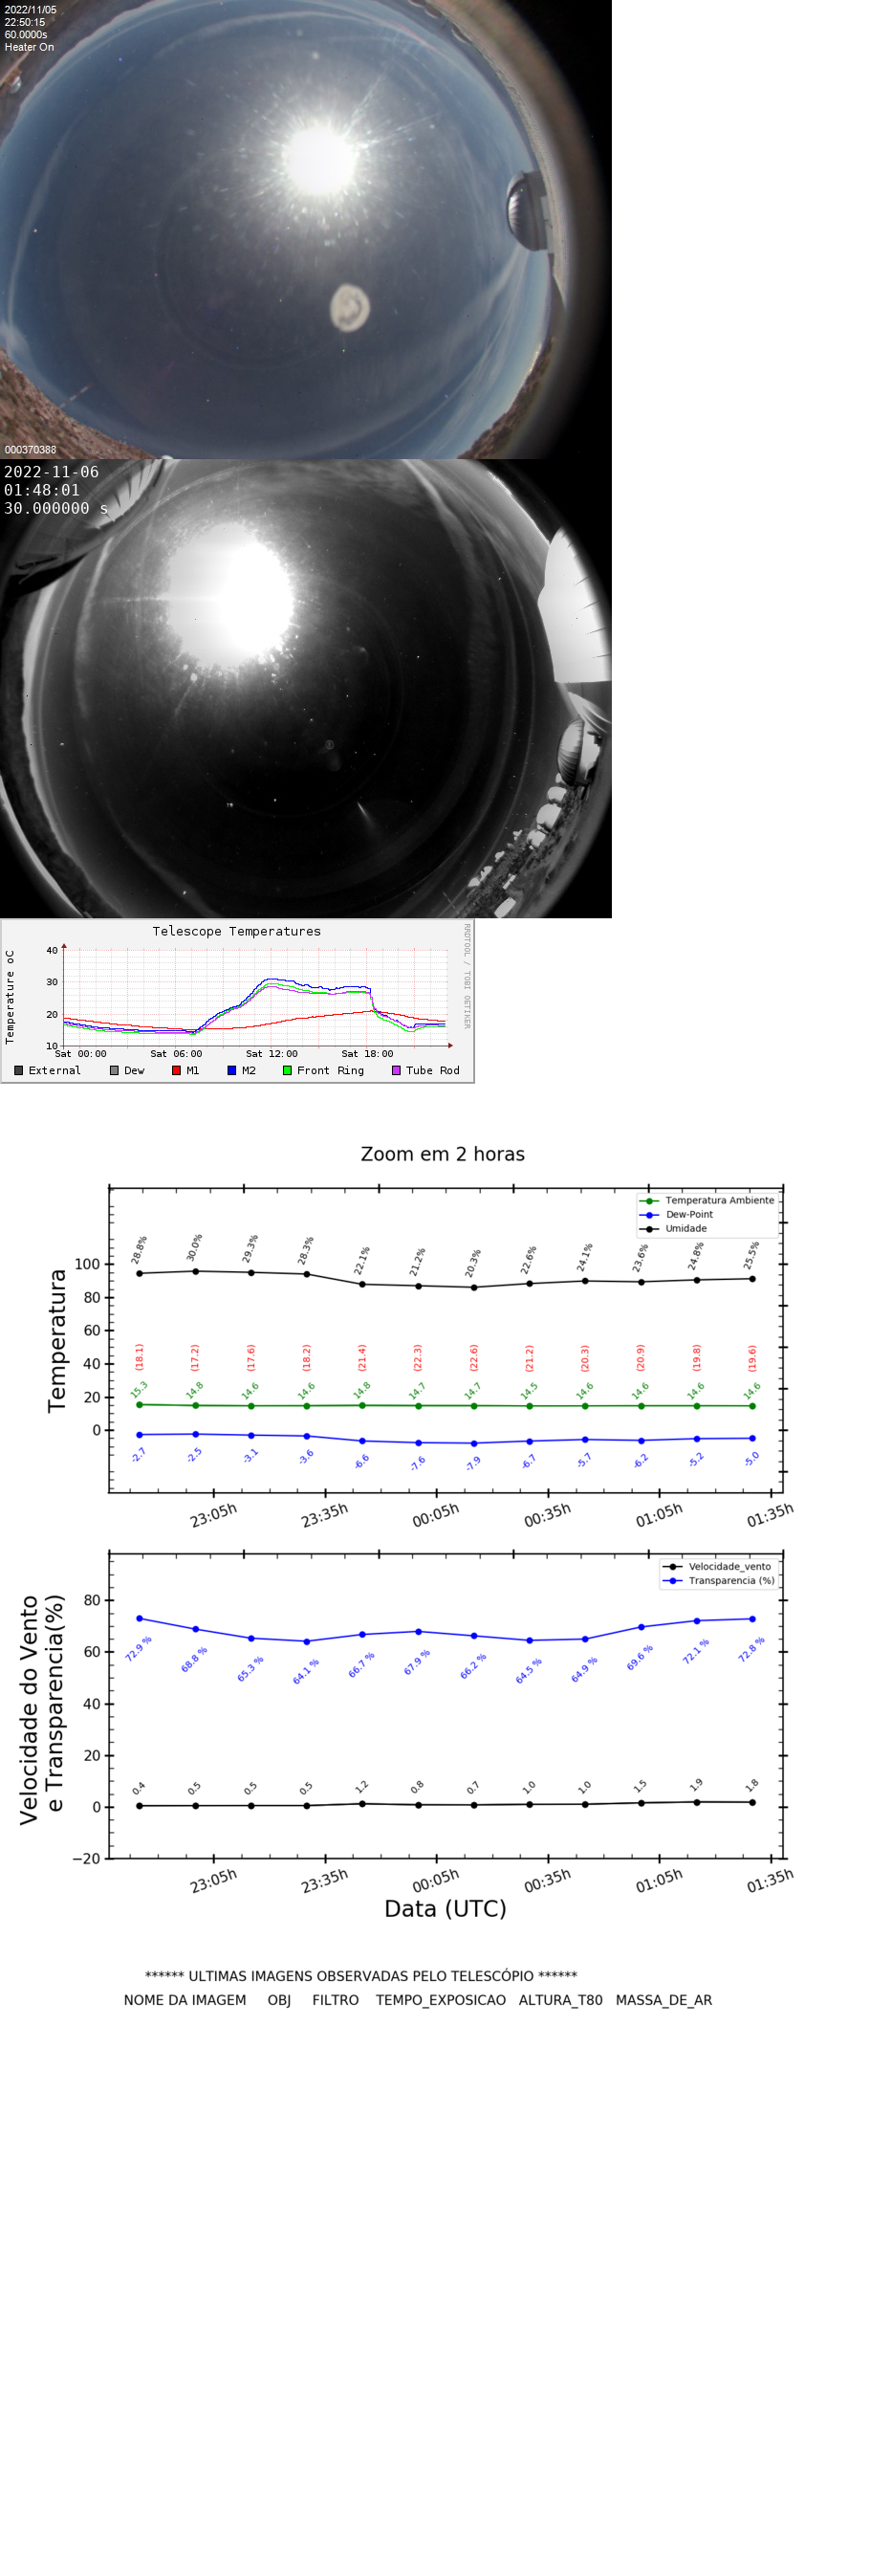 2022/11/05
22:50:15
60.0000s
Heater On
000370388
2022-11-06
01:48:01
30.000000 s
Telescope Temperatures
RRDTOOL / TOBI OETIKER
Temperature oC
40
30
20
10
Sat 00:00 Sat 06:00 Sat 12:00 Sat 18:00
External Dew M1 M2 Front Ring Tube Rod
Zoom em 2 horas
Temperatura Ambiente
Dew-Point
Umidade
Temperatura
100
80
60
40
20
0
28.8% 30.0% 29.3% 28.3% 22.1% 21.2% 20.3% 22.6% 24.1% 23.6% 24.8% 25.5%
(18.1) (17.2) (17.6) (18.2) (21.4) (22.3) (22.6) (21.2) (20.3) (20.9) (19.8) (19.6)
15.3 14.8 14.6 14.6 14.8 14.7 14.7 14.5 14.6 14.6 14.6 14.6
-2.7 -2.5 -3.1 -3.6 -6.6 -7.6 -7.9 -6.7 -5.7 -6.2 -5.2 -5.0
23:05h 23:35h 00:05h 00:35h 01:05h 01:35h
Velocidade_vento
Transparencia (%)
Velocidade do Vento
e Transparencia(%)
80
60
40
20
0
−20
72.9 % 68.8 % 65.3 % 64.1 % 66.7 % 67.9 % 66.2 % 64.5 % 64.9 % 69.6 % 72.1 % 72.8 %
0.4 0.5 0.5 0.5 1.2 0.8 0.7 1.0 1.0 1.5 1.9 1.8
23:05h 23:35h 00:05h 00:35h 01:05h 01:35h
Data (UTC)
****** ULTIMAS IMAGENS OBSERVADAS PELO TELESCÓPIO ******
NOME DA IMAGEM OBJ FILTRO TEMPO_EXPOSICAO ALTURA_T80 MASSA_DE_AR